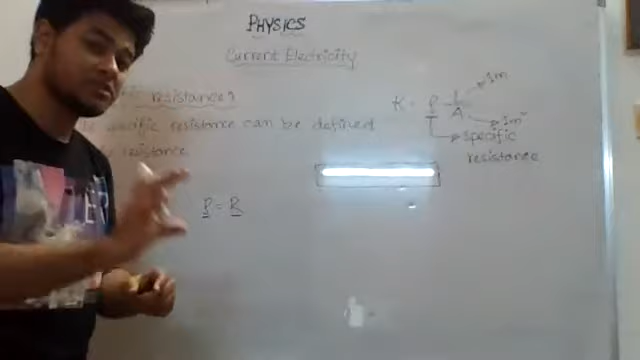 PHYSICS
Current Electricity
resistance?
specific resistance can be defined
resistance
ρ = R
R = ρ L / A
1m
1m²
specific
resistance